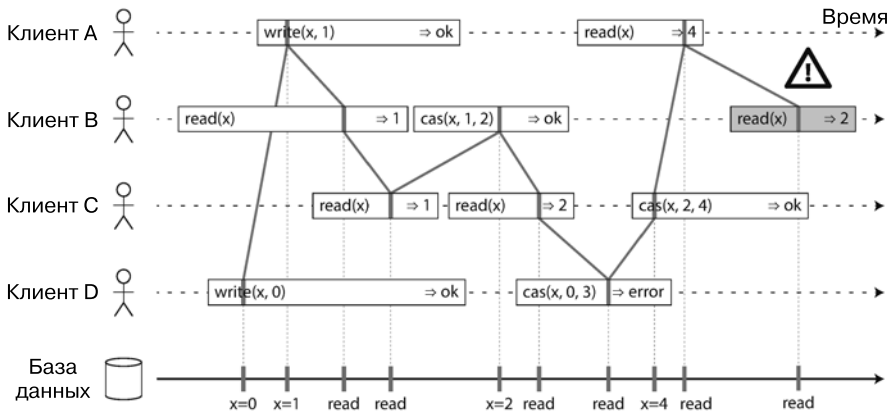 Время
Клиент A
write(x, 1) ⇒ ok
read(x) ⇒ 4
Клиент B
read(x) ⇒ 1
cas(x, 1, 2) ⇒ ok
read(x) ⇒ 2
Клиент C
read(x) ⇒ 1
read(x) ⇒ 2
cas(x, 2, 4) ⇒ ok
Клиент D
write(x, 0) ⇒ ok
cas(x, 0, 3) ⇒ error
База
данных
x=0 x=1 read read x=2 read read x=4 read read